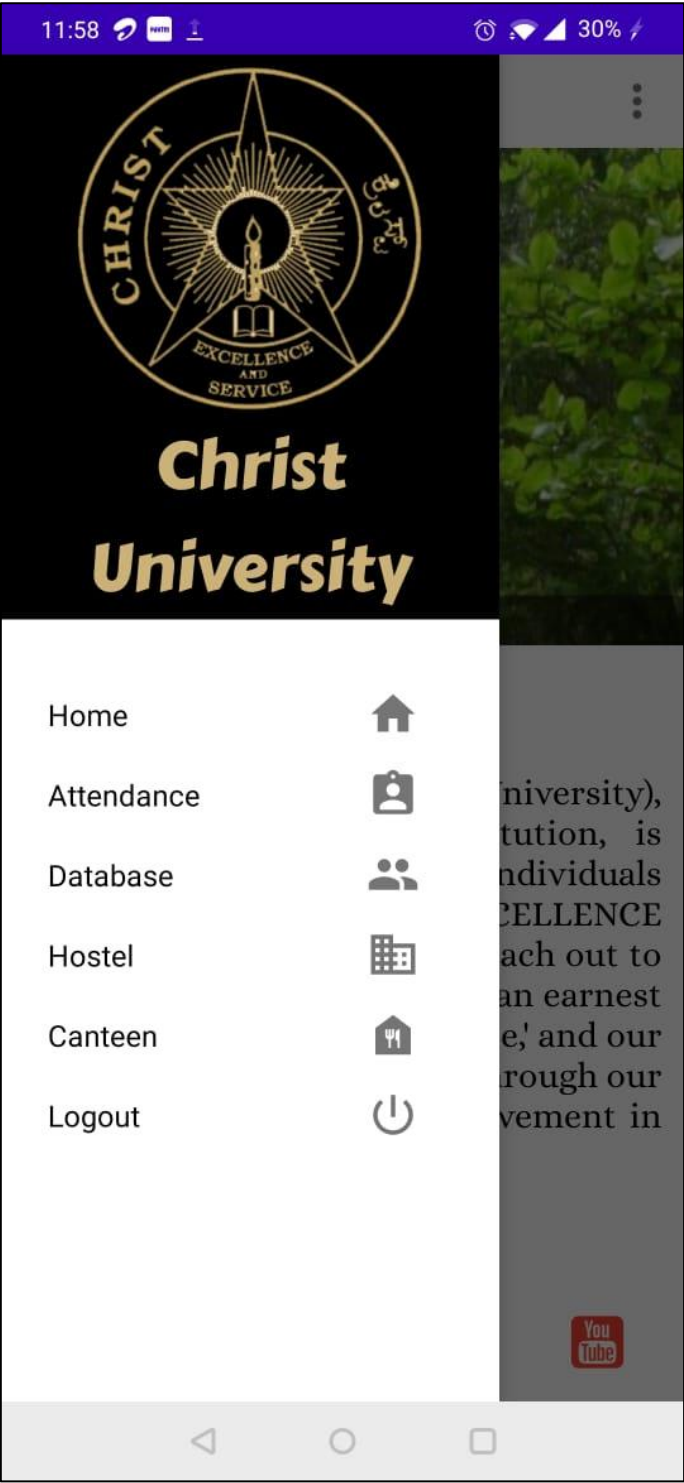 11:58
Paytm
30%
CHRIST
ಕ್ರೈಸ್ಟ್
EXCELLENCE
AND
SERVICE
Christ
University
Home
Attendance
Database
Hostel
Canteen
Logout
niversity),
tution, is
ndividuals
CELLENCE
ach out to
an earnest
e,' and our
rough our
vement in
You
Tube